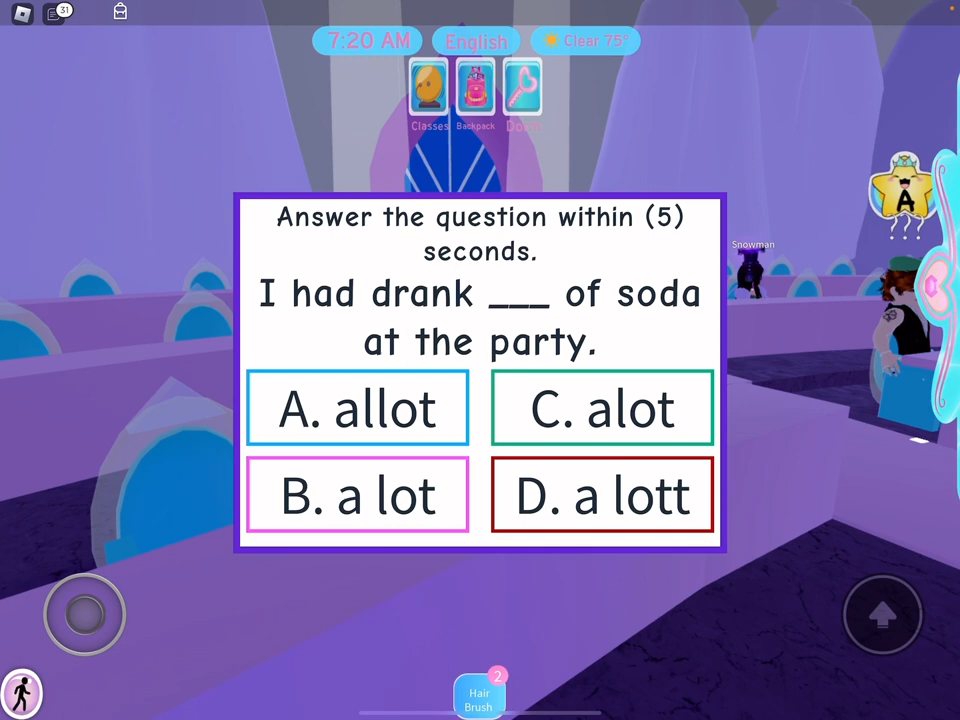 31
7:20 AM English Clear 75°
Classes Backpack
Answer the question within (5)
seconds.
I had drank ___ of soda
at the party.
A. allot
C. alot
B. a lot
D. a lott
A
Snowman
2
Hair
Brush